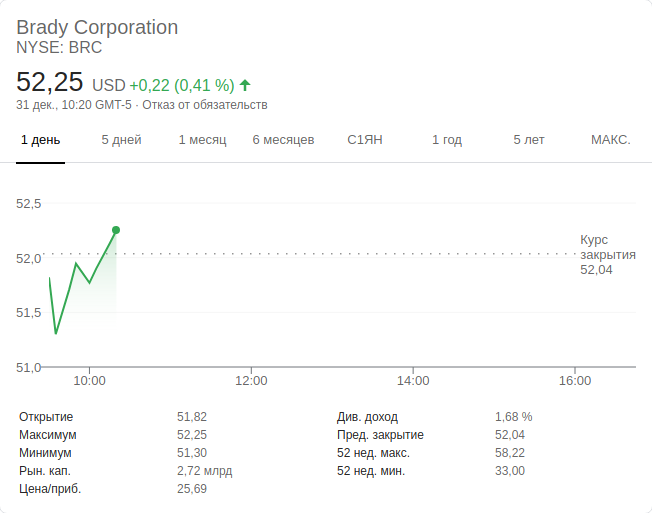 Brady Corporation
NYSE: BRC
52,25 USD +0,22 (0,41 %)
31 дек., 10:20 GMT-5 · Отказ от обязательств
1 день 5 дней 1 месяц 6 месяцев С1ЯН 1 год 5 лет МАКС.
52,5
52,0
51,5
51,0
Курс
закрытия
52,04
10:00 12:00 14:00 16:00
Открытие 51,82 Див. доход 1,68 %
Максимум 52,25 Пред. закрытие 52,04
Минимум 51,30 52 нед. макс. 58,22
Рын. кап. 2,72 млрд 52 нед. мин. 33,00
Цена/приб. 25,69